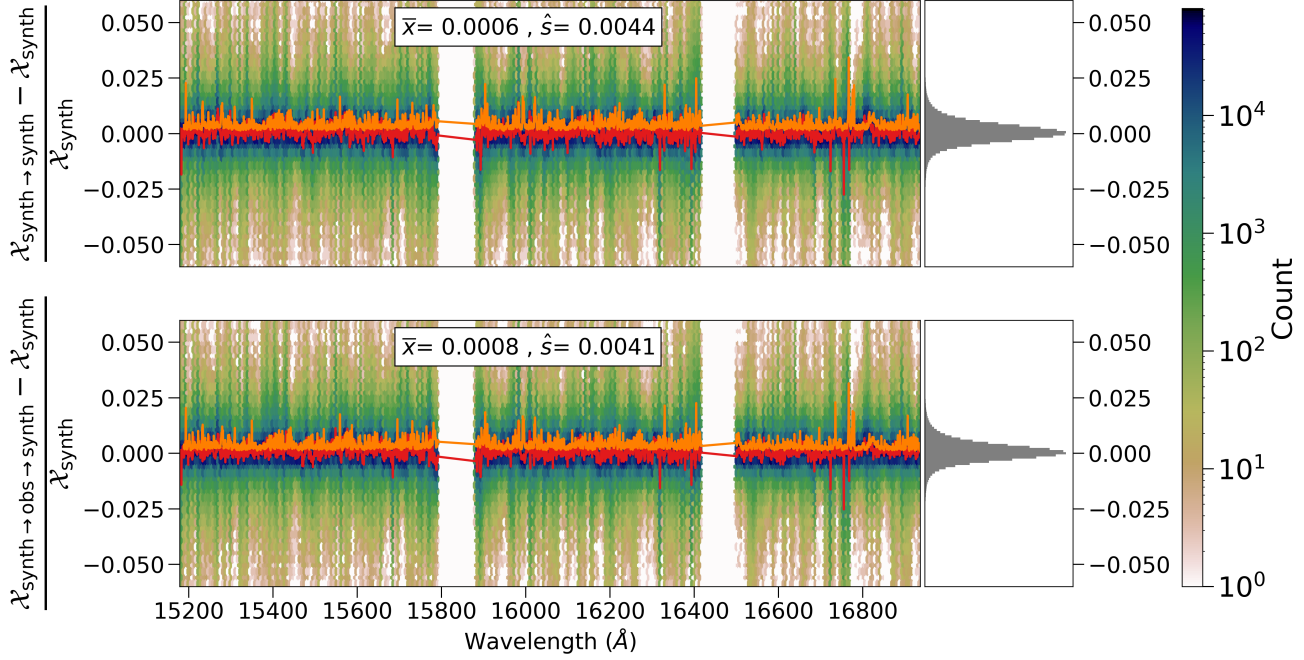 𝒳synth→synth − 𝒳synth
𝒳synth
0.050
0.025
0.000
−0.025
−0.050
x̅= 0.0006 , ŝ= 0.0044
0.050
0.025
0.000
−0.025
−0.050
𝒳synth→obs→synth − 𝒳synth
𝒳synth
0.050
0.025
0.000
−0.025
−0.050
x̅= 0.0008 , ŝ= 0.0041
0.050
0.025
0.000
−0.025
−0.050
15200 15400 15600 15800 16000 16200 16400 16600 16800
Wavelength (Å)
10⁴
10³
10²
10¹
10⁰
Count